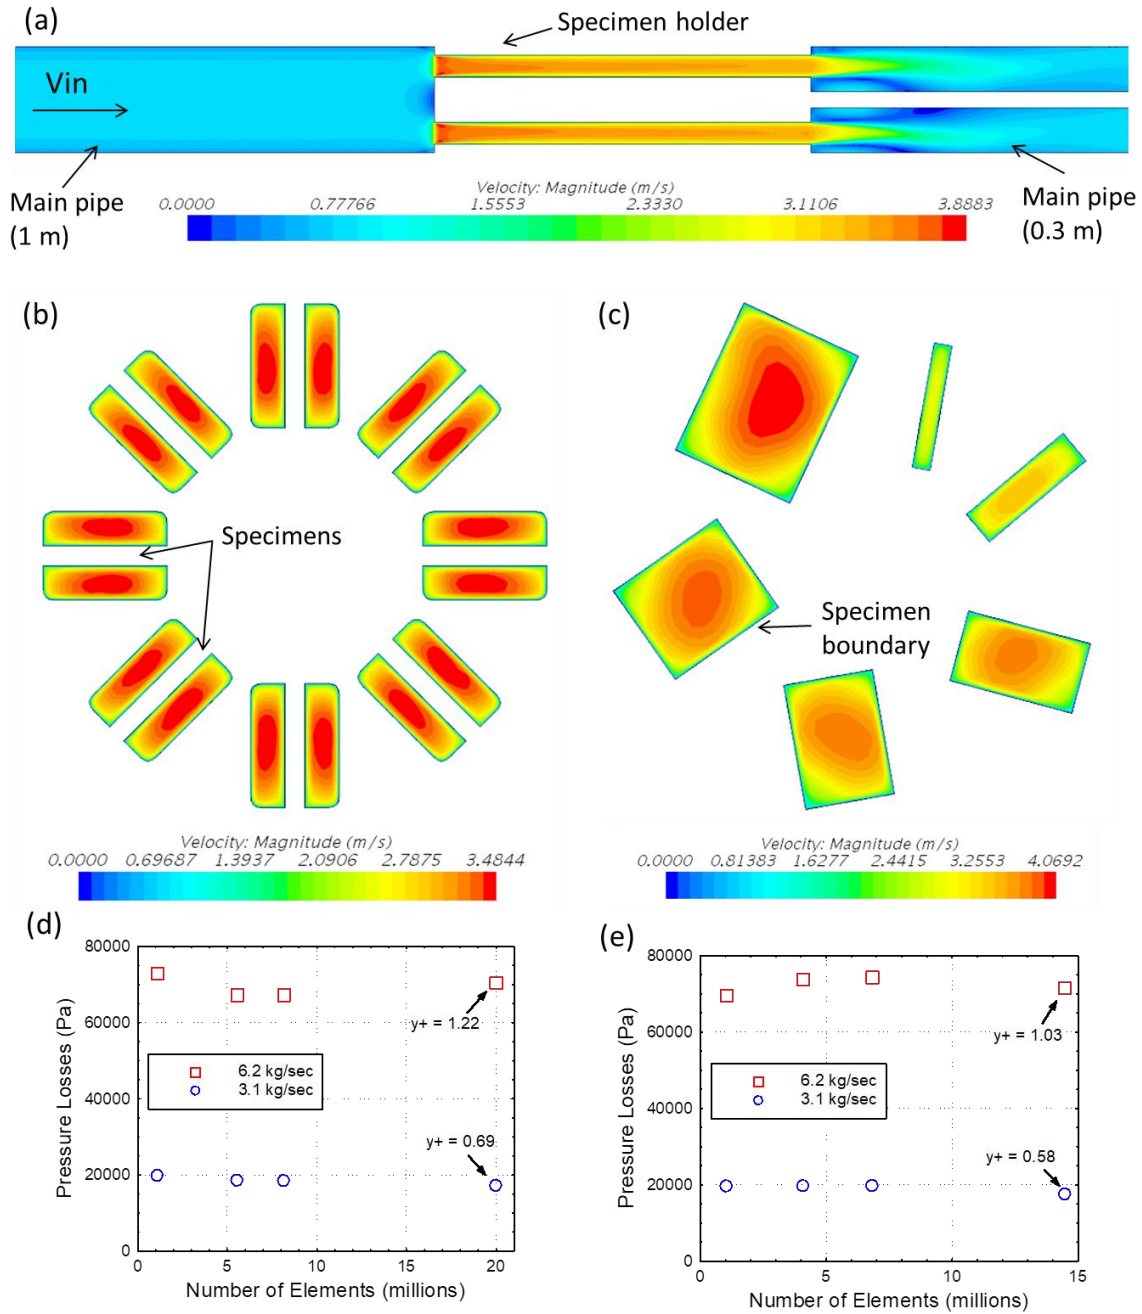 (a)
Specimen holder
Vin
Main pipe
(1 m)
Main pipe
(0.3 m)
Velocity: Magnitude (m/s)
0.0000 0.77766 1.5553 2.3330 3.1106 3.8883
(b)
(c)
Specimens
Specimen
boundary
Velocity: Magnitude (m/s)
0.0000 0.69687 1.3937 2.0906 2.7875 3.4844
Velocity: Magnitude (m/s)
0.0000 0.81383 1.6277 2.4415 3.2553 4.0692
(d)
80000
60000
40000
20000
0
Pressure Losses (Pa)
y+ = 1.22
6.2 kg/sec
3.1 kg/sec
y+ = 0.69
0 5 10 15 20
Number of Elements (millions)
(e)
80000
60000
40000
20000
0
Pressure Losses (Pa)
y+ = 1.03
6.2 kg/sec
3.1 kg/sec
y+ = 0.58
0 5 10 15
Number of Elements (millions)